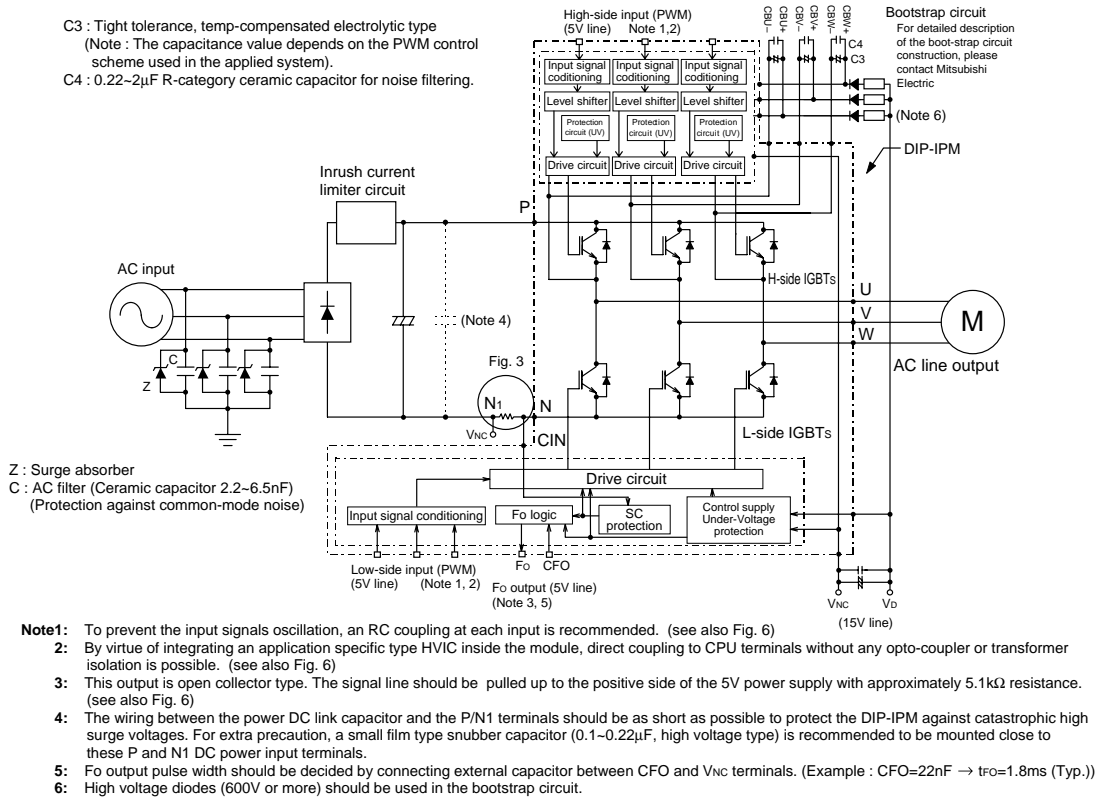 C3 : Tight tolerance, temp-compensated electrolytic type
(Note : The capacitance value depends on the PWM control
scheme used in the applied system).
C4 : 0.22~2μF R-category ceramic capacitor for noise filtering.
High-side input (PWM)
(5V line) Note 1,2)
CBU–
CBU+
CBV–
CBV+
CBW–
CBW+
C4
C3
Bootstrap circuit
For detailed description
of the boot-strap circuit
construction, please
contact Mitsubishi
Electric
(Note 6)
DIP-IPM
Input signal
coditioning
Input signal
conditioning
Input signal
conditioning
Level shifter
Level shifter
Level shifter
Protection
circuit (UV)
Protection
circuit (UV)
Protection
circuit (UV)
Drive circuit
Drive circuit
Drive circuit
Inrush current
limiter circuit
P
AC input
(Note 4)
H-side IGBTs
U
V
W
M
AC line output
C
Z
Fig. 3
N1
N
VNC
CIN
L-side IGBTs
Z : Surge absorber
C : AC filter (Ceramic capacitor 2.2~6.5nF)
(Protection against common-mode noise)
Drive circuit
Input signal conditioning
Fo logic
SC
protection
Control supply
Under-Voltage
protection
Low-side input (PWM)
(5V line) (Note 1, 2)
FO CFO
FO output (5V line)
(Note 3, 5)
VNC VD
(15V line)
Note1: To prevent the input signals oscillation, an RC coupling at each input is recommended. (see also Fig. 6)
2: By virtue of integrating an application specific type HVIC inside the module, direct coupling to CPU terminals without any opto-coupler or transformer
isolation is possible. (see also Fig. 6)
3: This output is open collector type. The signal line should be pulled up to the positive side of the 5V power supply with approximately 5.1kΩ resistance.
(see also Fig. 6)
4: The wiring between the power DC link capacitor and the P/N1 terminals should be as short as possible to protect the DIP-IPM against catastrophic high
surge voltages. For extra precaution, a small film type snubber capacitor (0.1~0.22μF, high voltage type) is recommended to be mounted close to
these P and N1 DC power input terminals.
5: Fo output pulse width should be decided by connecting external capacitor between CFO and VNC terminals. (Example : CFO=22nF → tFO=1.8ms (Typ.))
6: High voltage diodes (600V or more) should be used in the bootstrap circuit.